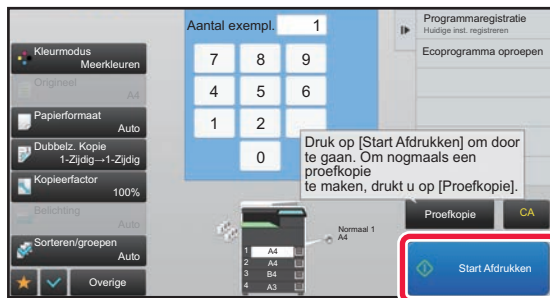 Aantal exempl. 1
Programmaregistratie
Huidige inst. registreren
Ecoprogramma oproepen
Kleurmodus
Meerkleuren
Origineel
A4
Papierformaat
Auto
Dubbelz. Kopie
1-Zijdig→1-Zijdig
Kopieerfactor
100%
Belichting
Auto
Sorteren/groepen
Auto
Overige
7 8 9
4 5 6
1 2
0
Druk op [Start Afdrukken] om door
te gaan. Om nogmaals een
proefkopie
te maken, drukt u op [Proefkopie].
Normaal 1
A4
1 A4
2 A4
3 B4
4 A3
Proefkopie
CA
Start Afdrukken